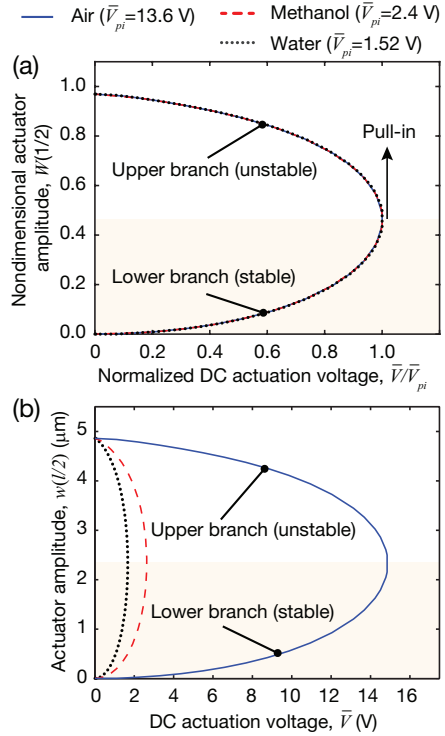 Air (V̄pi=13.6 V)
Methanol (V̄pi=2.4 V)
Water (V̄pi=1.52 V)
(a)
Nondimensional actuator
amplitude, W(1/2)
1.0
0.8
0.6
0.4
0.2
0.0
Upper branch (unstable)
Pull-in
Lower branch (stable)
0 0.2 0.4 0.6 0.8 1.0
Normalized DC actuation voltage, V̄/V̄pi
(b)
Actuator amplitude, w(l/2) (μm)
5
4
3
2
1
0
Upper branch (unstable)
Lower branch (stable)
0 2 4 6 8 10 12 14 16
DC actuation voltage, V̄ (V)